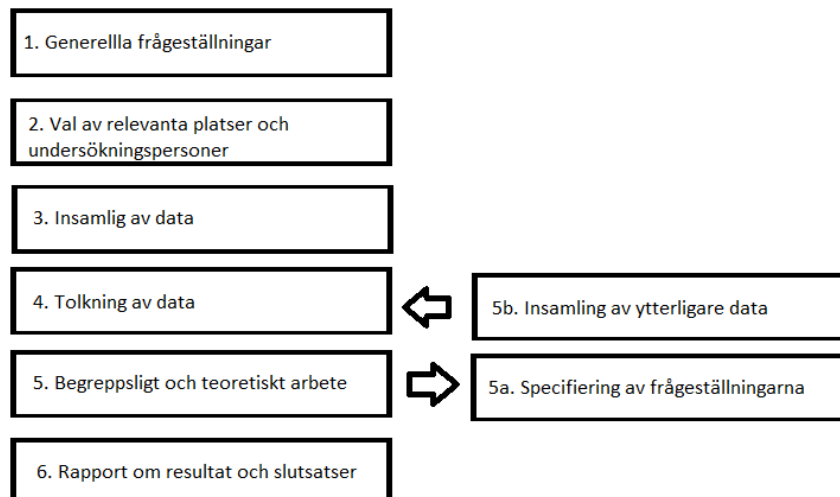 1. Generellla frågeställningar
2. Val av relevanta platser och
undersökningspersoner
3. Insamlig av data
4. Tolkning av data
5b. Insamling av ytterligare data
5. Begreppsligt och teoretiskt arbete
5a. Specifiering av frågeställningarna
6. Rapport om resultat och slutsatser